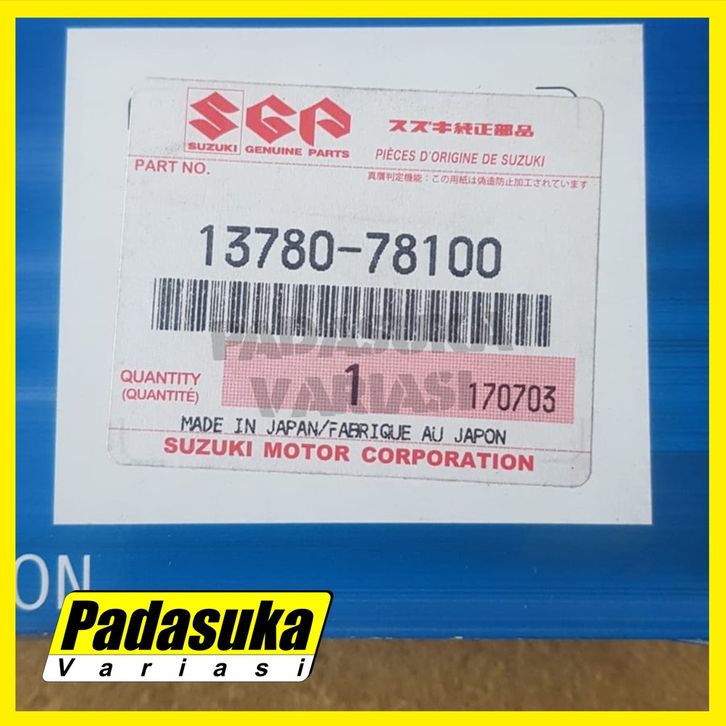 SGP
スズキ純正部品
SUZUKI GENUINE PARTS
PIÈCES D'ORIGINE DE SUZUKI
PART NO.
真贋判定機能：この用紙は偽造防止加工されています
13780-78100
PADASUKA
VARIASI
QUANTITY
(QUANTITÉ)
1
170703
MADE IN JAPAN/FABRIQUE AU JAPON
SUZUKI MOTOR CORPORATION
ON
Padasuka
Variasi